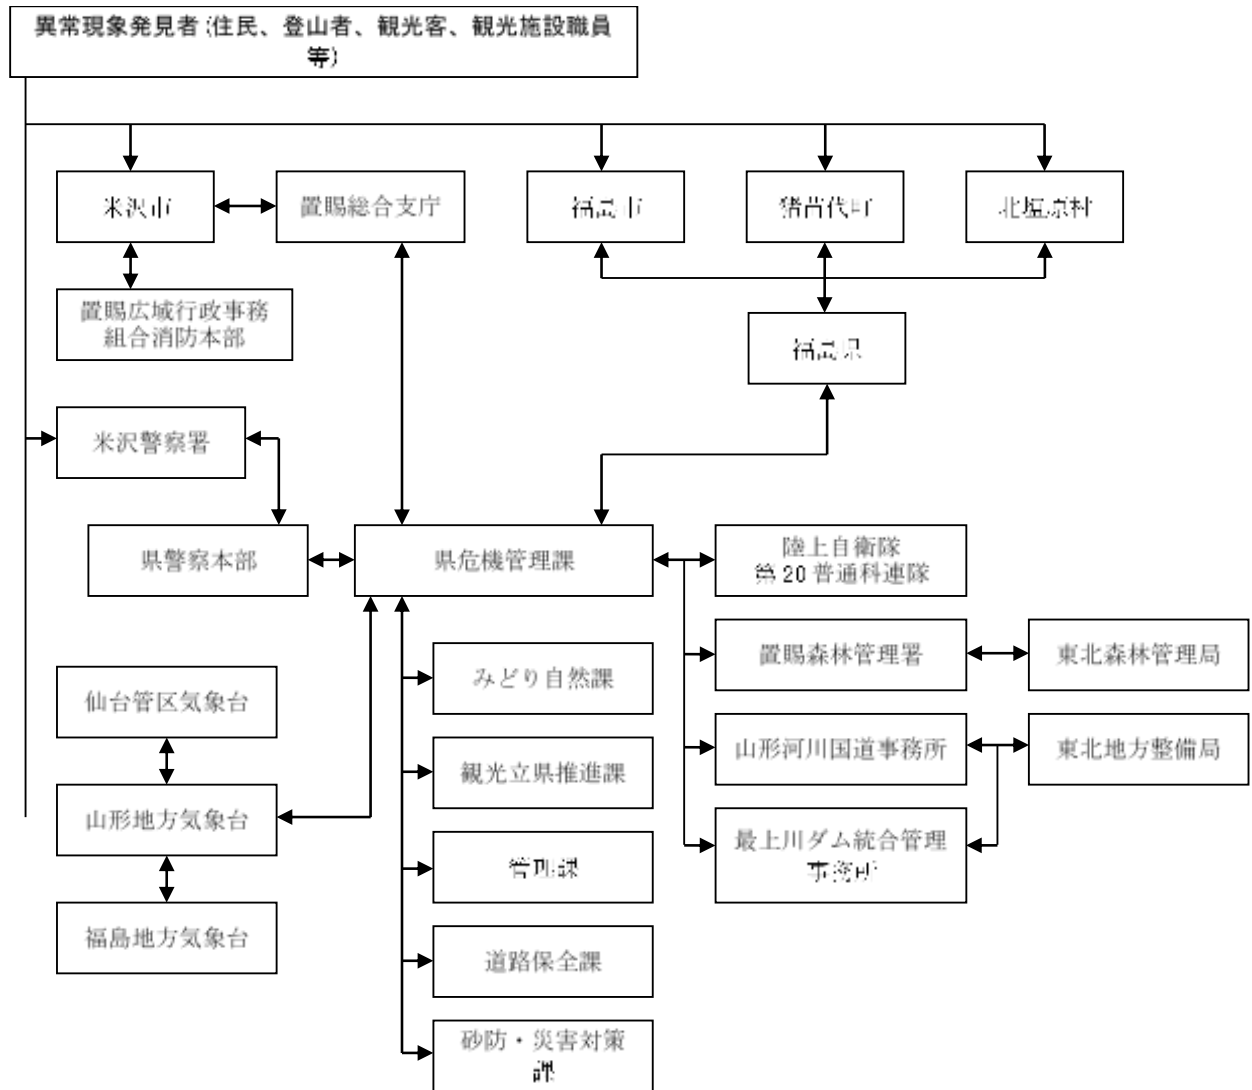 異常現象発見者(住民、登山者、観光客、観光施設職員
等)
米沢市
置賜総合支庁
福島市
猪苗代町
北塩原村
置賜広域行政事務
組合消防本部
福島県
米沢警察署
県警察本部
県危機管理課
陸上自衛隊
第20普通科連隊
みどり自然課
置賜森林管理署
東北森林管理局
仙台管区気象台
観光立県推進課
山形河川国道事務所
東北地方整備局
山形地方気象台
管理課
最上川ダム統合管理
事務所
福島地方気象台
道路保全課
砂防・災害対策
課